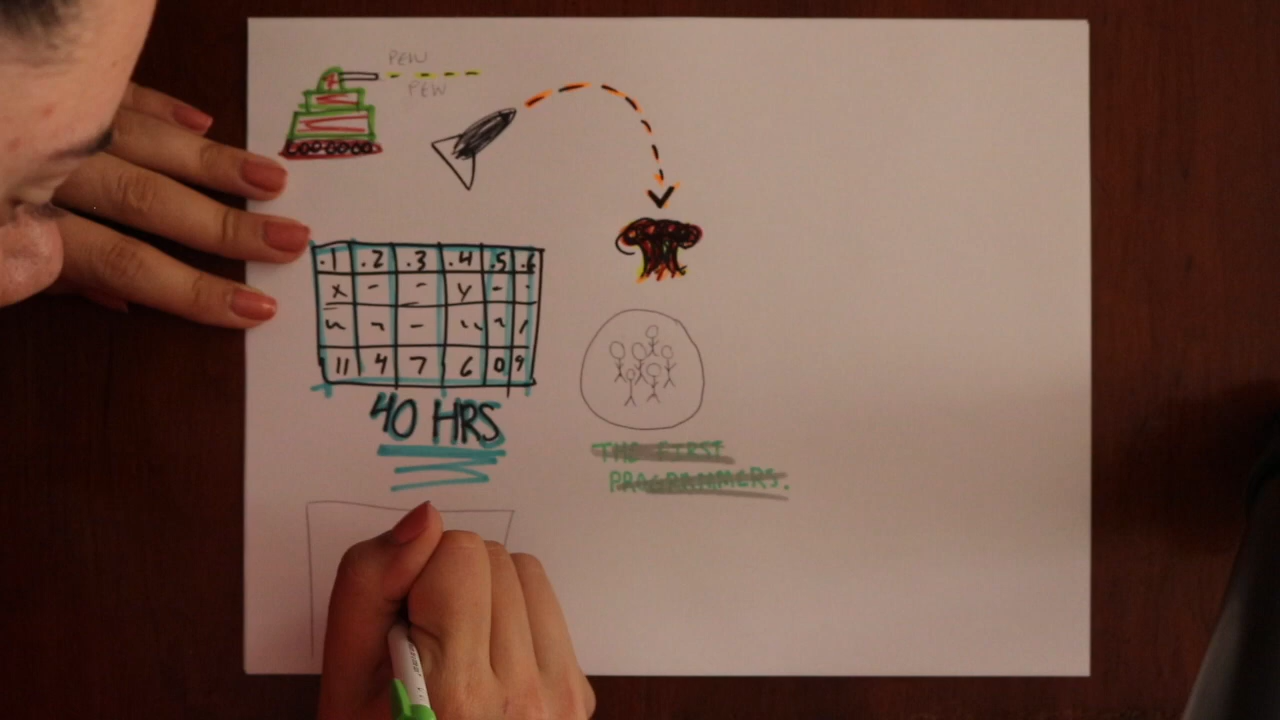 PEW
PEW
.1 .2 .3 .4 .5 .6
X - - y - -
~ ~ - ~ ~ /
11 4 7 6 0 9
40 HRS
THE FIRST
PROGRAMMERS.